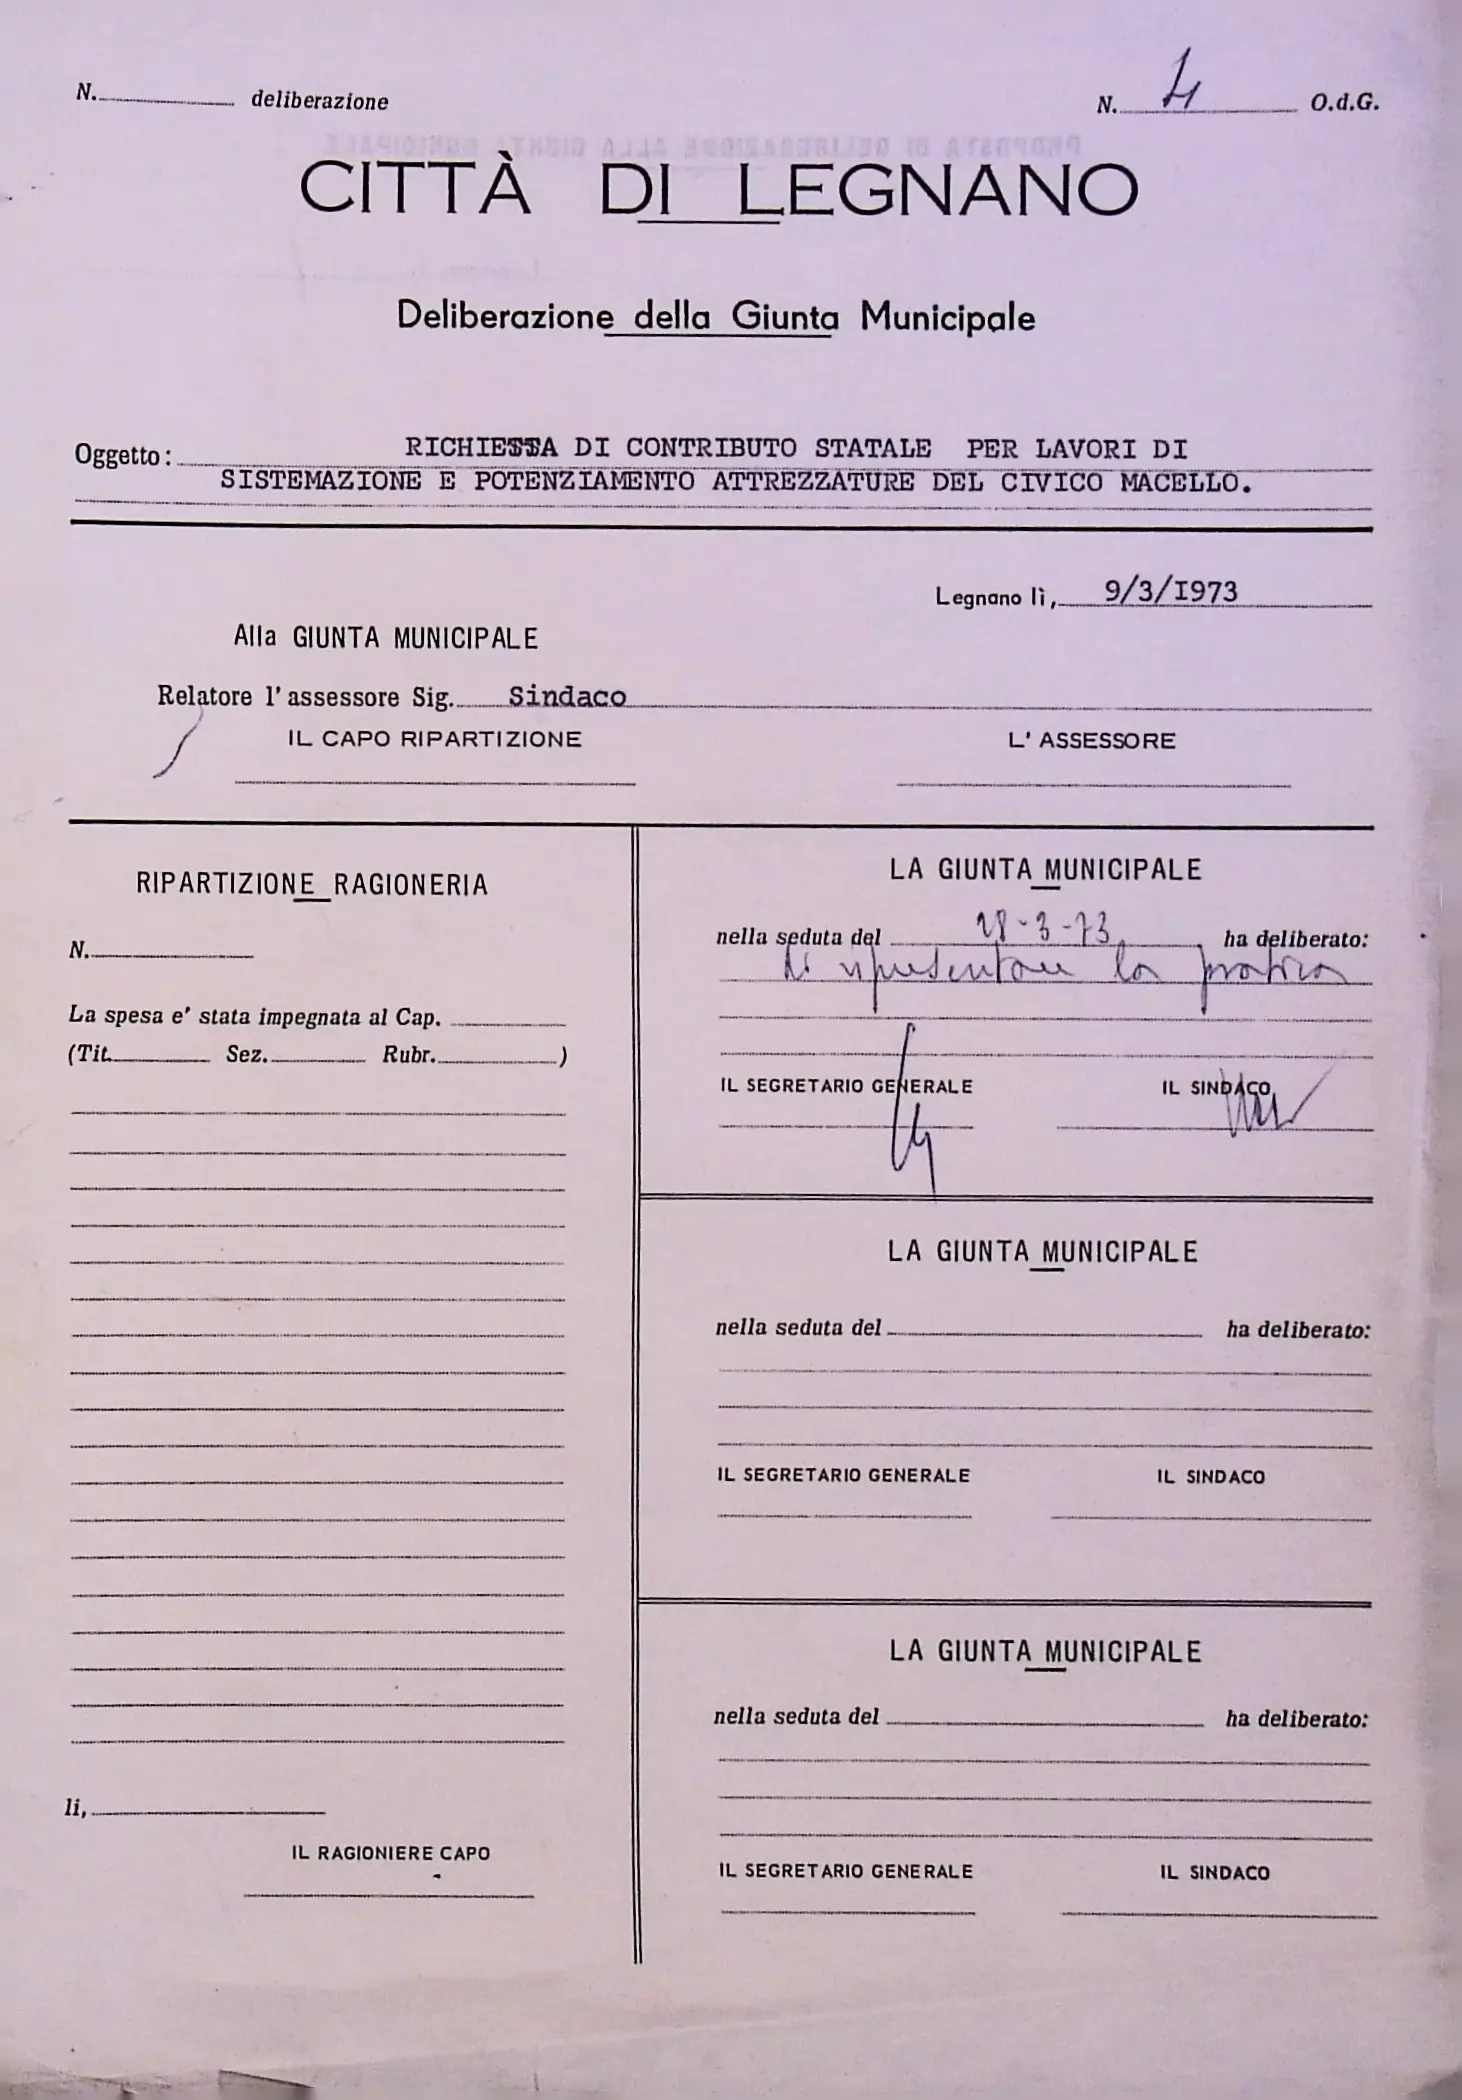 N. deliberazione
N. 4 O.d.G.
CITTÀ DI LEGNANO
Deliberazione della Giunta Municipale
Oggetto: RICHIESTA DI CONTRIBUTO STATALE PER LAVORI DI
SISTEMAZIONE E POTENZIAMENTO ATTREZZATURE DEL CIVICO MACELLO.
Legnano lì, 9/3/I973
Alla GIUNTA MUNICIPALE
Relatore l'assessore Sig. Sindaco
IL CAPO RIPARTIZIONE
L'ASSESSORE
RIPARTIZIONE RAGIONERIA
N.
La spesa e' stata impegnata al Cap.
(Tit. Sez. Rubr. )
li,
IL RAGIONIERE CAPO
LA GIUNTA MUNICIPALE
nella seduta del 28-3-73 ha deliberato:
di ripresentare la pratica
IL SEGRETARIO GENERALE IL SINDACO
LA GIUNTA MUNICIPALE
nella seduta del ha deliberato:
IL SEGRETARIO GENERALE IL SINDACO
LA GIUNTA MUNICIPALE
nella seduta del ha deliberato:
IL SEGRETARIO GENERALE IL SINDACO